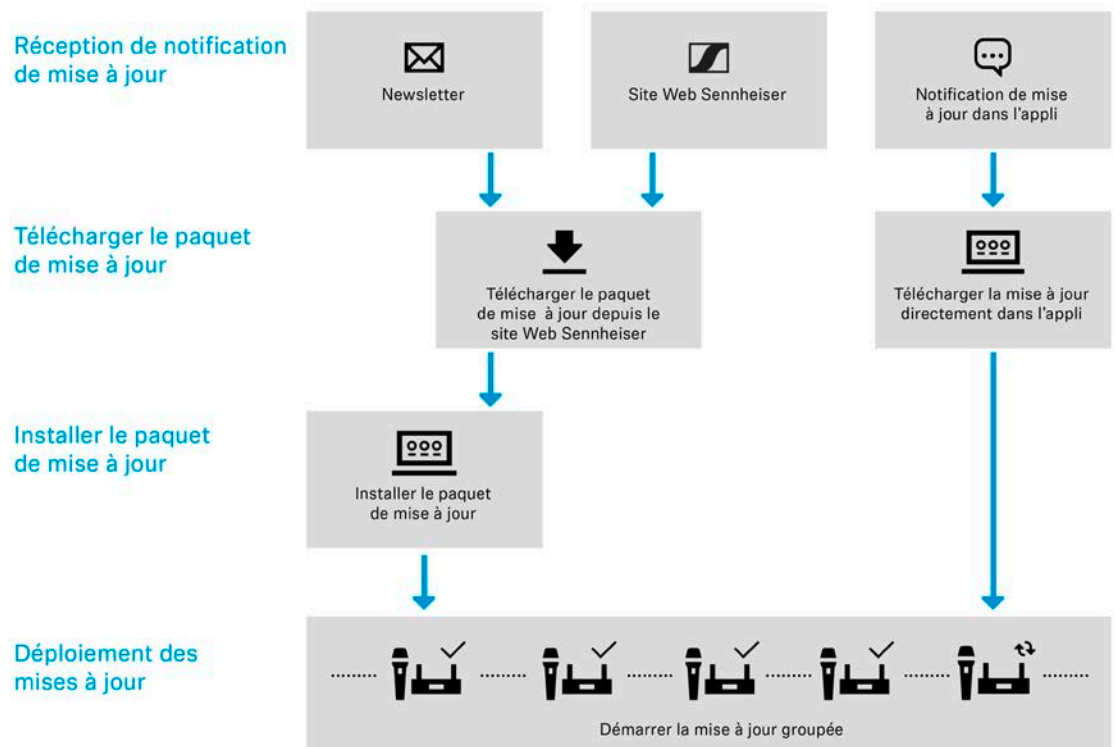 Réception de notification
de mise à jour
Newsletter
Site Web Sennheiser
Notification de mise
à jour dans l'appli
Télécharger le paquet
de mise à jour
Télécharger le paquet
de mise à jour depuis le
site Web Sennheiser
Télécharger la mise à jour
directement dans l'appli
Installer le paquet
de mise à jour
Installer le paquet
de mise à jour
Déploiement des
mises à jour
Démarrer la mise à jour groupée